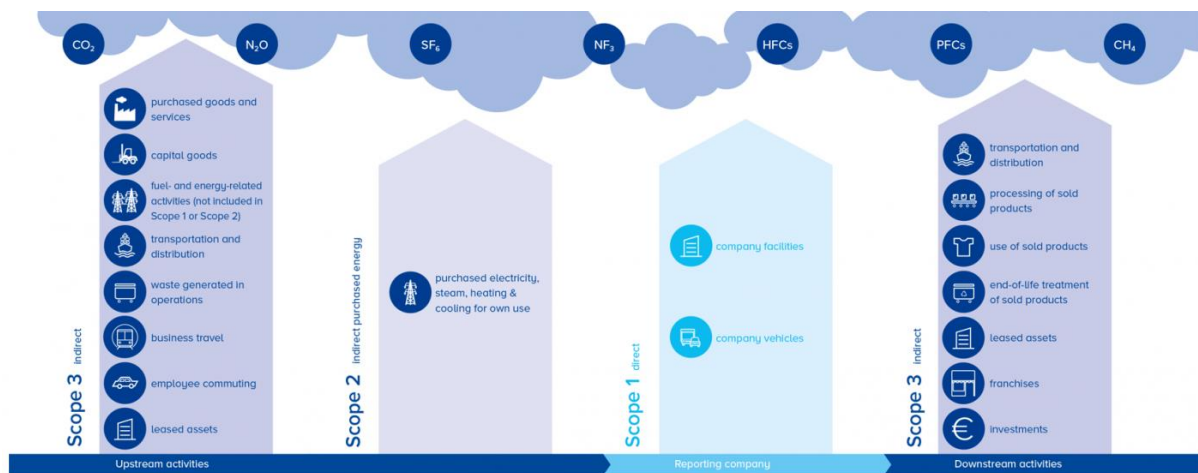 CO₂
N₂O
SF₆
NF₃
HFCs
PFCs
CH₄
Scope 3 indirect
purchased goods and
services
capital goods
fuel- and energy-related
activities (not included in
Scope 1 or Scope 2)
transportation and
distribution
waste generated in
operations
business travel
employee commuting
leased assets
Scope 2 indirect purchased energy
purchased electricity,
steam, heating &
cooling for own use
Scope 1 direct
company facilities
company vehicles
Scope 3 indirect
transportation and
distribution
processing of sold
products
use of sold products
end-of-life treatment
of sold products
leased assets
franchises
€
investments
Upstream activities
Reporting company
Downstream activities